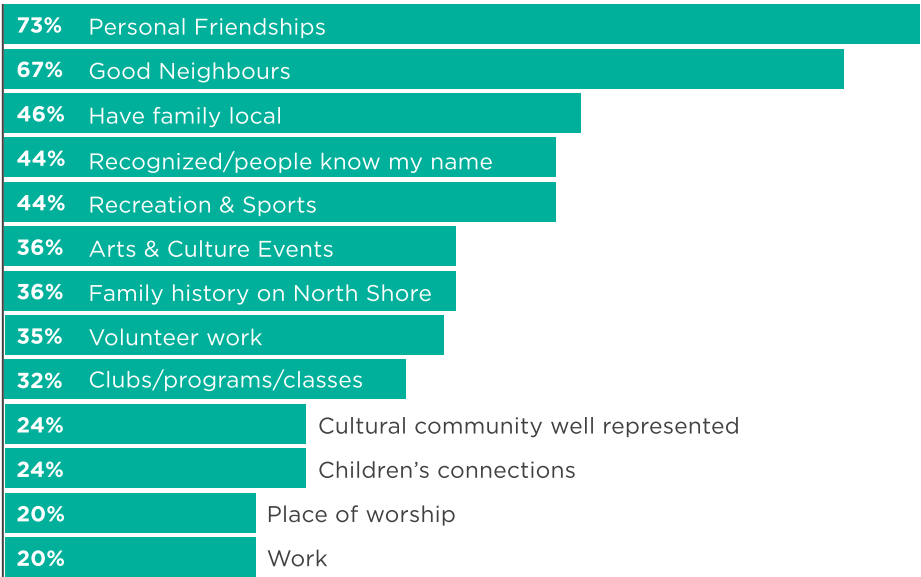 73% Personal Friendships
67% Good Neighbours
46% Have family local
44% Recognized/people know my name
44% Recreation & Sports
36% Arts & Culture Events
36% Family history on North Shore
35% Volunteer work
32% Clubs/programs/classes
24% Cultural community well represented
24% Children’s connections
20% Place of worship
20% Work